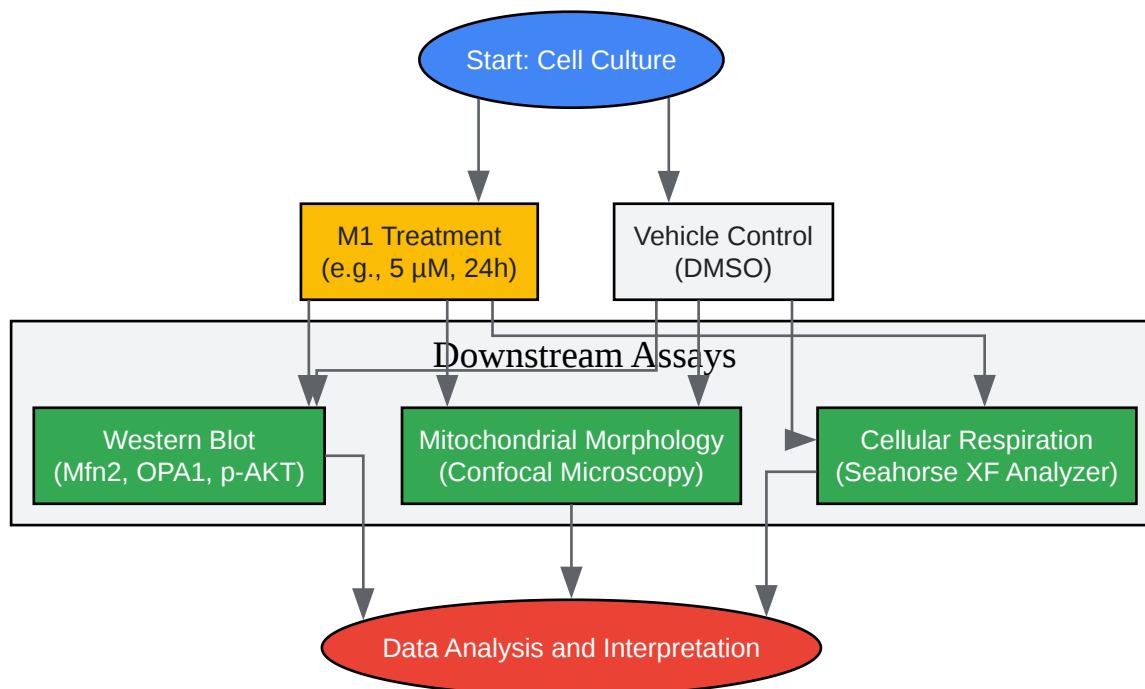 Start: Cell Culture
M1 Treatment
(e.g., 5 µM, 24h)
Vehicle Control
(DMSO)
Downstream Assays
Western Blot
(Mfn2, OPA1, p-AKT)
Mitochondrial Morphology
(Confocal Microscopy)
Cellular Respiration
(Seahorse XF Analyzer)
Data Analysis and Interpretation